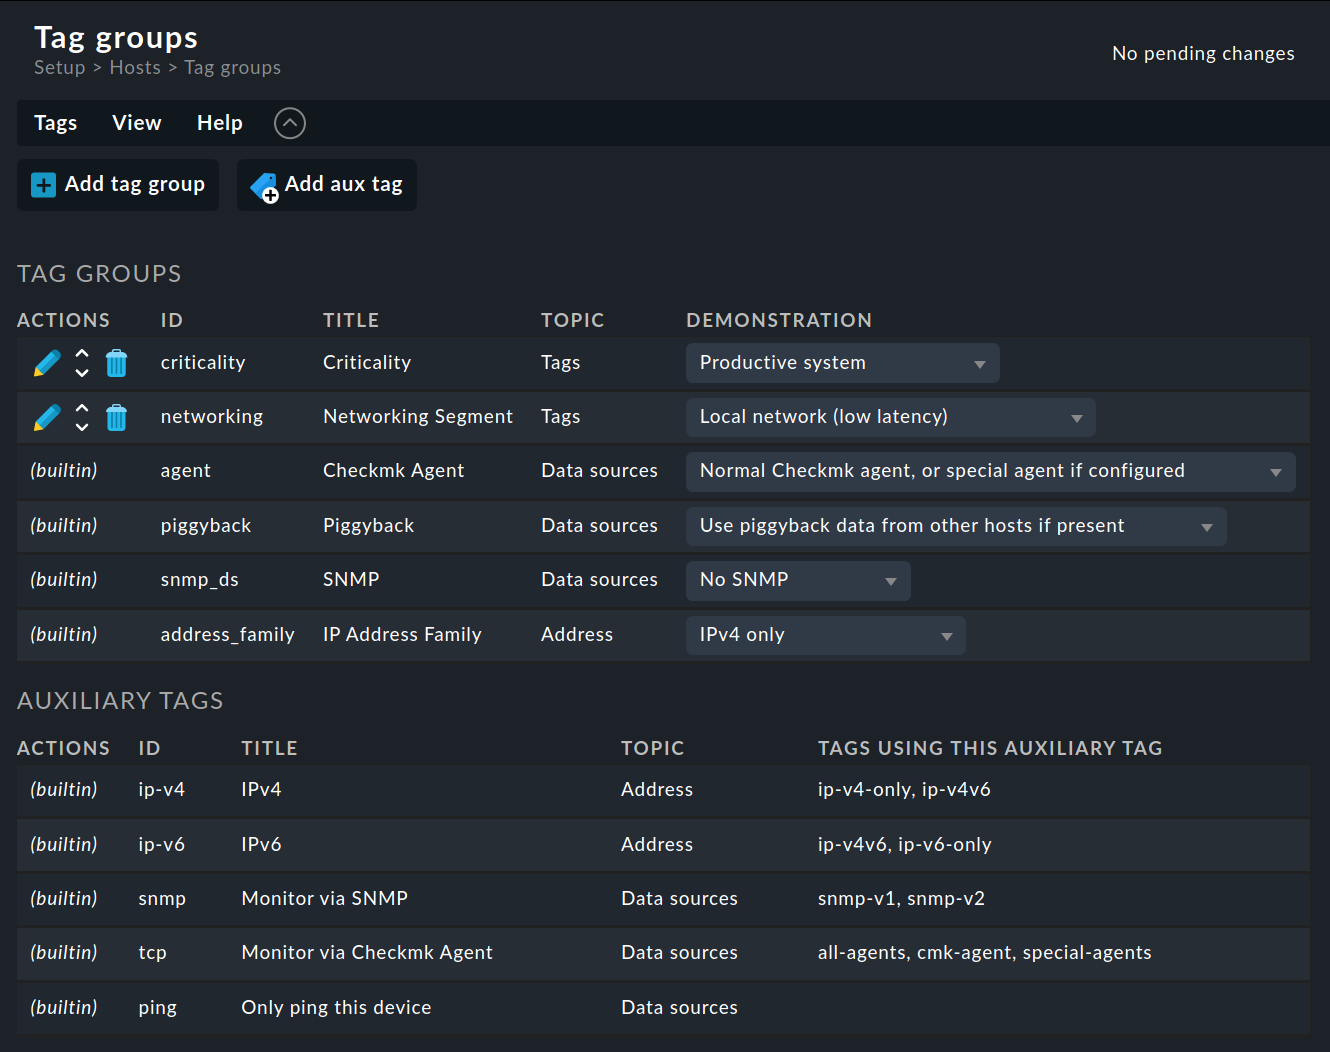 Tag groups
Setup > Hosts > Tag groups
No pending changes
Tags View Help
Add tag group Add aux tag
TAG GROUPS
ACTIONS ID TITLE TOPIC DEMONSTRATION
criticality Criticality Tags Productive system
networking Networking Segment Tags Local network (low latency)
(builtin) agent Checkmk Agent Data sources Normal Checkmk agent, or special agent if configured
(builtin) piggyback Piggyback Data sources Use piggyback data from other hosts if present
(builtin) snmp_ds SNMP Data sources No SNMP
(builtin) address_family IP Address Family Address IPv4 only
AUXILIARY TAGS
ACTIONS ID TITLE TOPIC TAGS USING THIS AUXILIARY TAG
(builtin) ip-v4 IPv4 Address ip-v4-only, ip-v4v6
(builtin) ip-v6 IPv6 Address ip-v4v6, ip-v6-only
(builtin) snmp Monitor via SNMP Data sources snmp-v1, snmp-v2
(builtin) tcp Monitor via Checkmk Agent Data sources all-agents, cmk-agent, special-agents
(builtin) ping Only ping this device Data sources